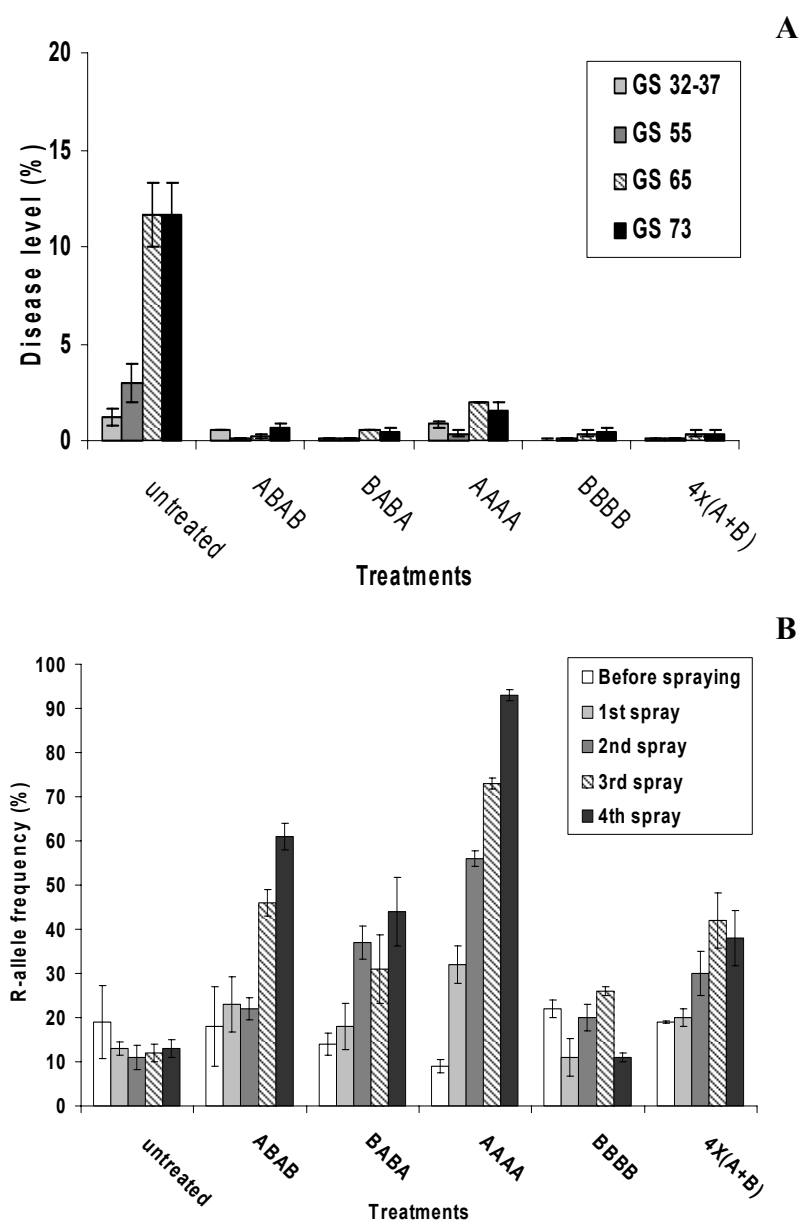 A
20
15
10
5
0
Disease level (%)
GS 32-37
GS 55
GS 65
GS 73
untreated
ABAB
BABA
AAAA
BBBB
4x(A+B)
Treatments
B
100
90
80
70
60
50
40
30
20
10
0
R-allele frequency (%)
Before spraying
1st spray
2nd spray
3rd spray
4th spray
untreated
ABAB
BABA
AAAA
BBBB
4X(A+B)
Treatments